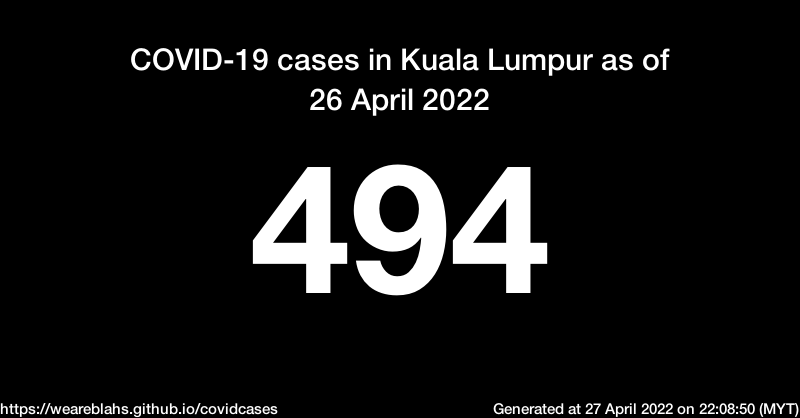 COVID-19 cases in Kuala Lumpur as of
26 April 2022
494
https://weareblahs.github.io/covidcases
Generated at 27 April 2022 on 22:08:50 (MYT)